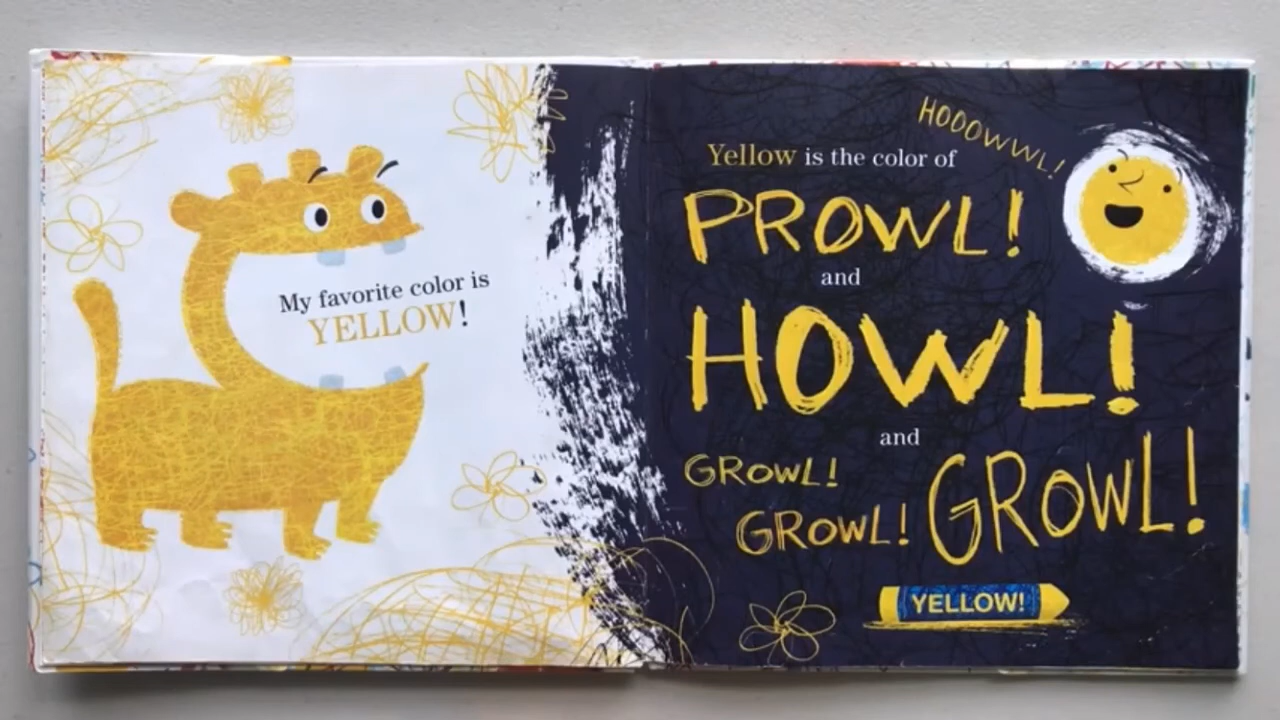 My favorite color is
YELLOW!
HOOOWWL!
Yellow is the color of
PROWL!
and
HOWL!
and
GROWL!
GROWL! GROWL!
YELLOW!